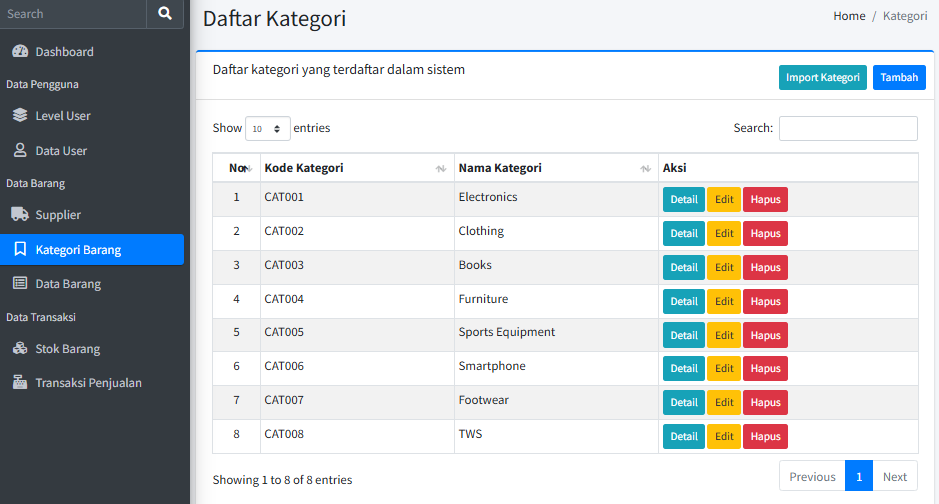 Search
Dashboard
Data Pengguna
Level User
Data User
Data Barang
Supplier
Kategori Barang
Data Barang
Data Transaksi
Stok Barang
Transaksi Penjualan
Daftar Kategori
Home / Kategori
Daftar kategori yang terdaftar dalam sistem
Import Kategori Tambah
Show 10 entries Search:
No Kode Kategori Nama Kategori Aksi
1 CAT001 Electronics Detail Edit Hapus
2 CAT002 Clothing Detail Edit Hapus
3 CAT003 Books Detail Edit Hapus
4 CAT004 Furniture Detail Edit Hapus
5 CAT005 Sports Equipment Detail Edit Hapus
6 CAT006 Smartphone Detail Edit Hapus
7 CAT007 Footwear Detail Edit Hapus
8 CAT008 TWS Detail Edit Hapus
Showing 1 to 8 of 8 entries Previous 1 Next